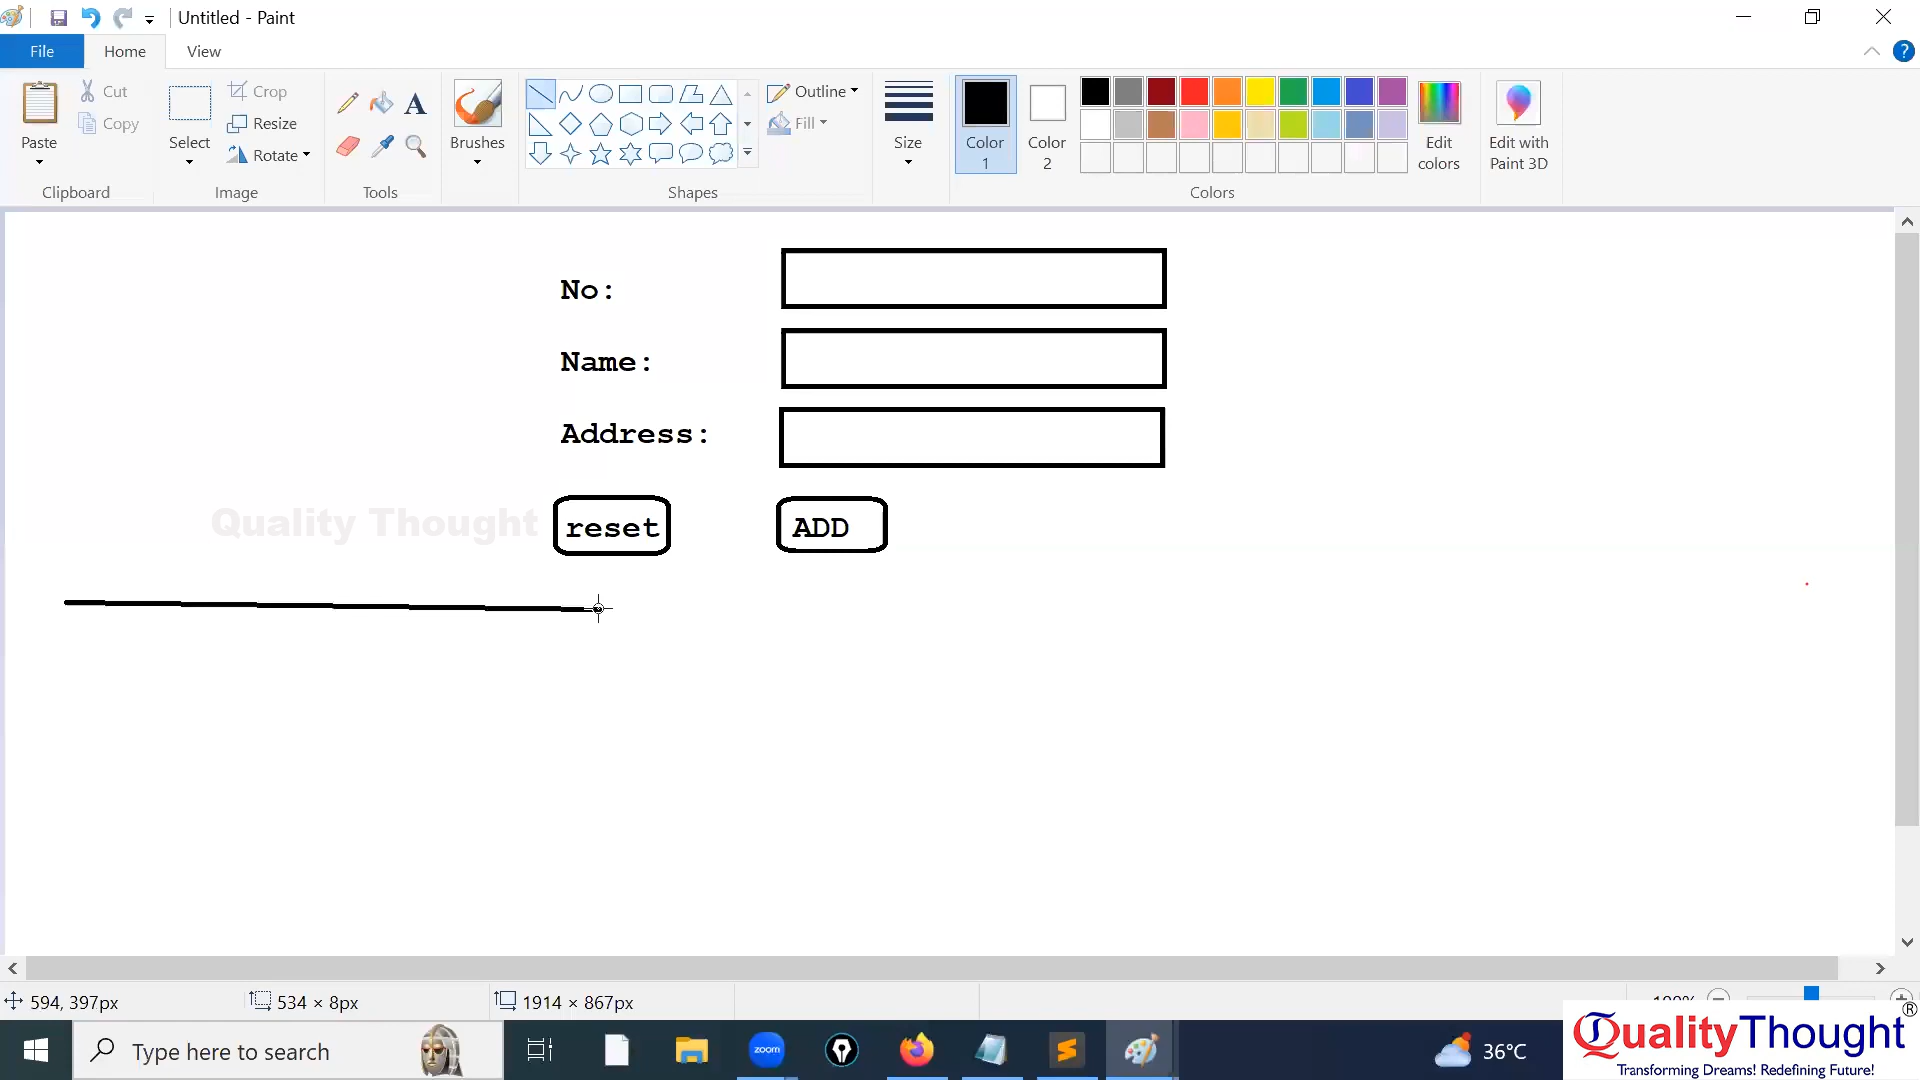 Untitled - Paint
File Home View
Paste
Cut
Copy
Clipboard
Select
Crop
Resize
Rotate
Image
A
Tools
Brushes
Outline
Fill
Shapes
Size
Color 1
Color 2
Edit colors
Colors
Edit with Paint 3D
?
No:
Name:
Address:
Quality Thought
reset ADD
594, 397px 534 × 8px 1914 × 867px
Type here to search
zoom
36°C
QualityThought®
Transforming Dreams! Redefining Future!